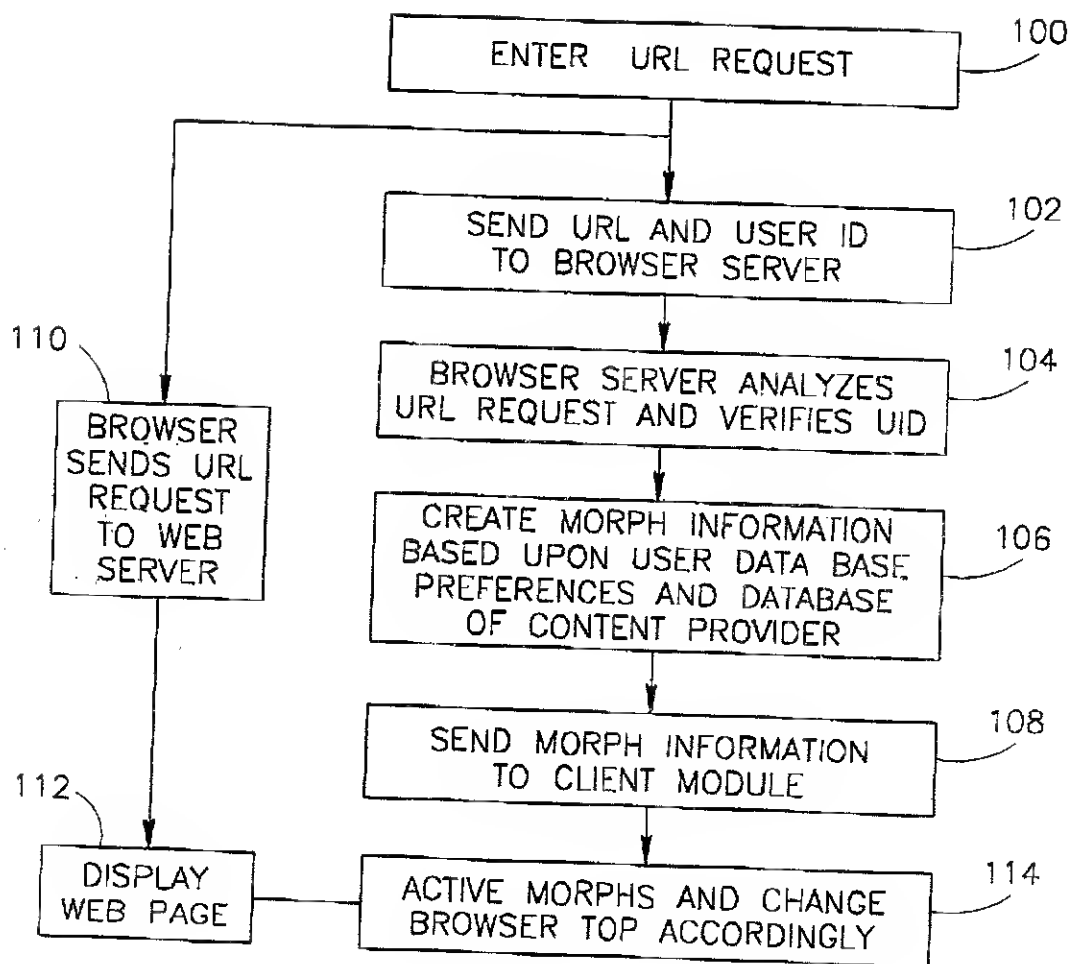 100
ENTER URL REQUEST
102
SEND URL AND USER ID
TO BROWSER SERVER
104
BROWSER SERVER ANALYZES
URL REQUEST AND VERIFIES UID
110
BROWSER
SENDS URL
REQUEST
TO WEB
SERVER
106
CREATE MORPH INFORMATION
BASED UPON USER DATA BASE
PREFERENCES AND DATABASE
OF CONTENT PROVIDER
108
SEND MORPH INFORMATION
TO CLIENT MODULE
112
DISPLAY
WEB PAGE
114
ACTIVE MORPHS AND CHANGE
BROWSER TOP ACCORDINGLY